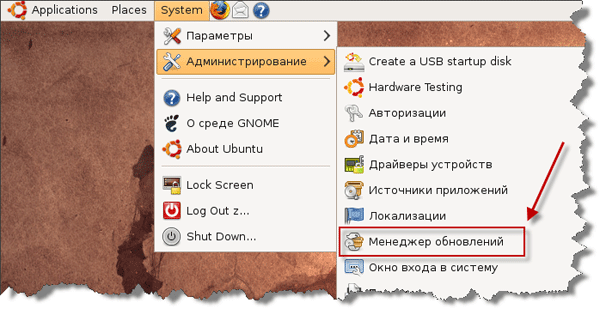 Applications Places System
Параметры
Администрирование
Help and Support
О среде GNOME
About Ubuntu
Lock Screen
Log Out z...
Shut Down...
Create a USB startup disk
Hardware Testing
Авторизации
Дата и время
Драйверы устройств
Источники приложений
Локализации
Менеджер обновлений
Окно входа в систему